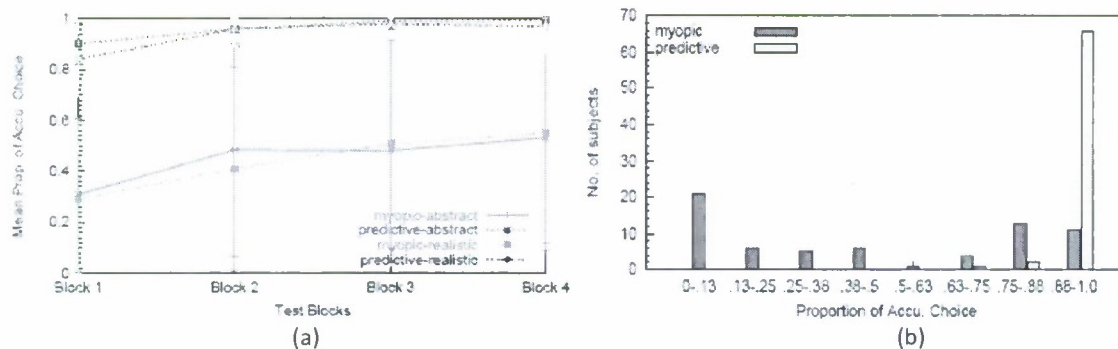 1
0.8
0.6
0.4
0.2
0
Mean Prop. of Accu. Choice
myopic-abstract
predictive-abstract
myopic-realistic
predictive-realistic
Block 1 Block 2 Block 3 Block 4
Test Blocks
(a)
70
60
50
40
30
20
10
0
No. of subjects
myopic
predictive
0-.13 .13-.25 .25-.38 .38-.5 .5-.63 .63-.75 .75-.88 .88-1.0
Proportion of Accu. Choice
(b)